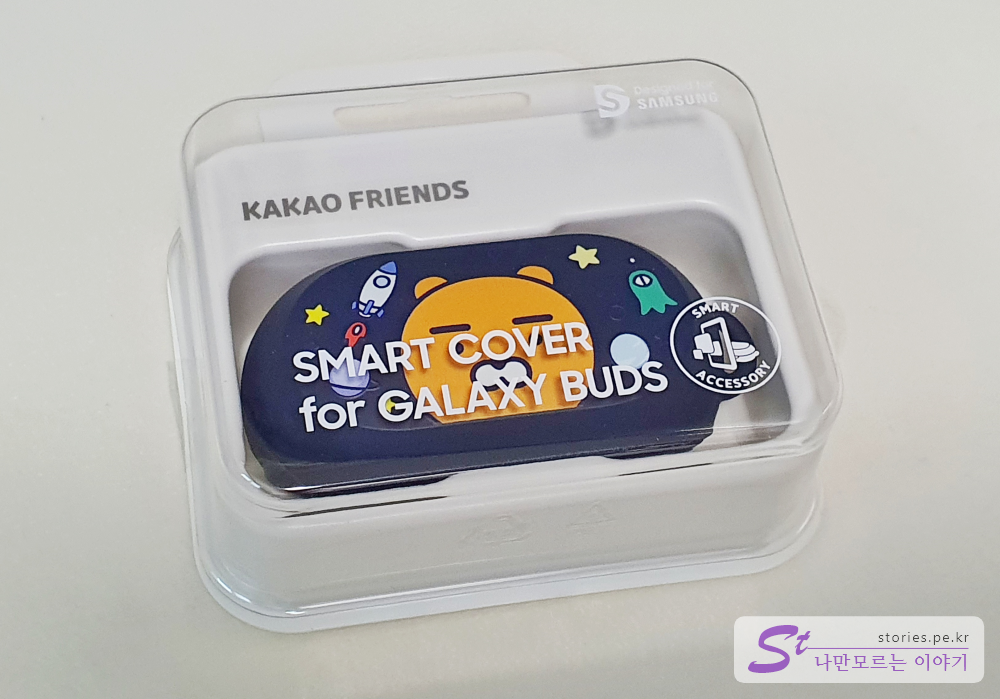 Designed for
SAMSUNG
KAKAO FRIENDS
SMART COVER
for GALAXY BUDS
SMART
ACCESSORY
stories.pe.kr
St 나만모르는 이야기